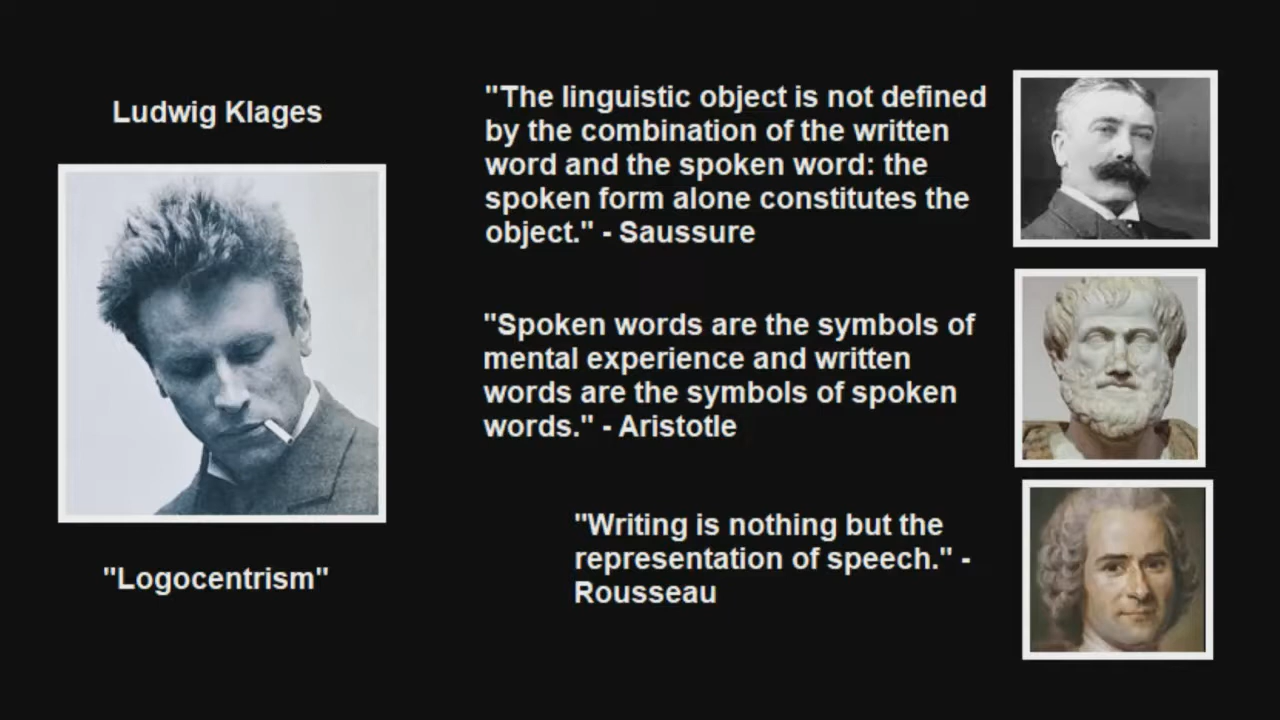 Ludwig Klages
"Logocentrism"
"The linguistic object is not defined
by the combination of the written
word and the spoken word: the
spoken form alone constitutes the
object." - Saussure
"Spoken words are the symbols of
mental experience and written
words are the symbols of spoken
words." - Aristotle
"Writing is nothing but the
representation of speech." -
Rousseau